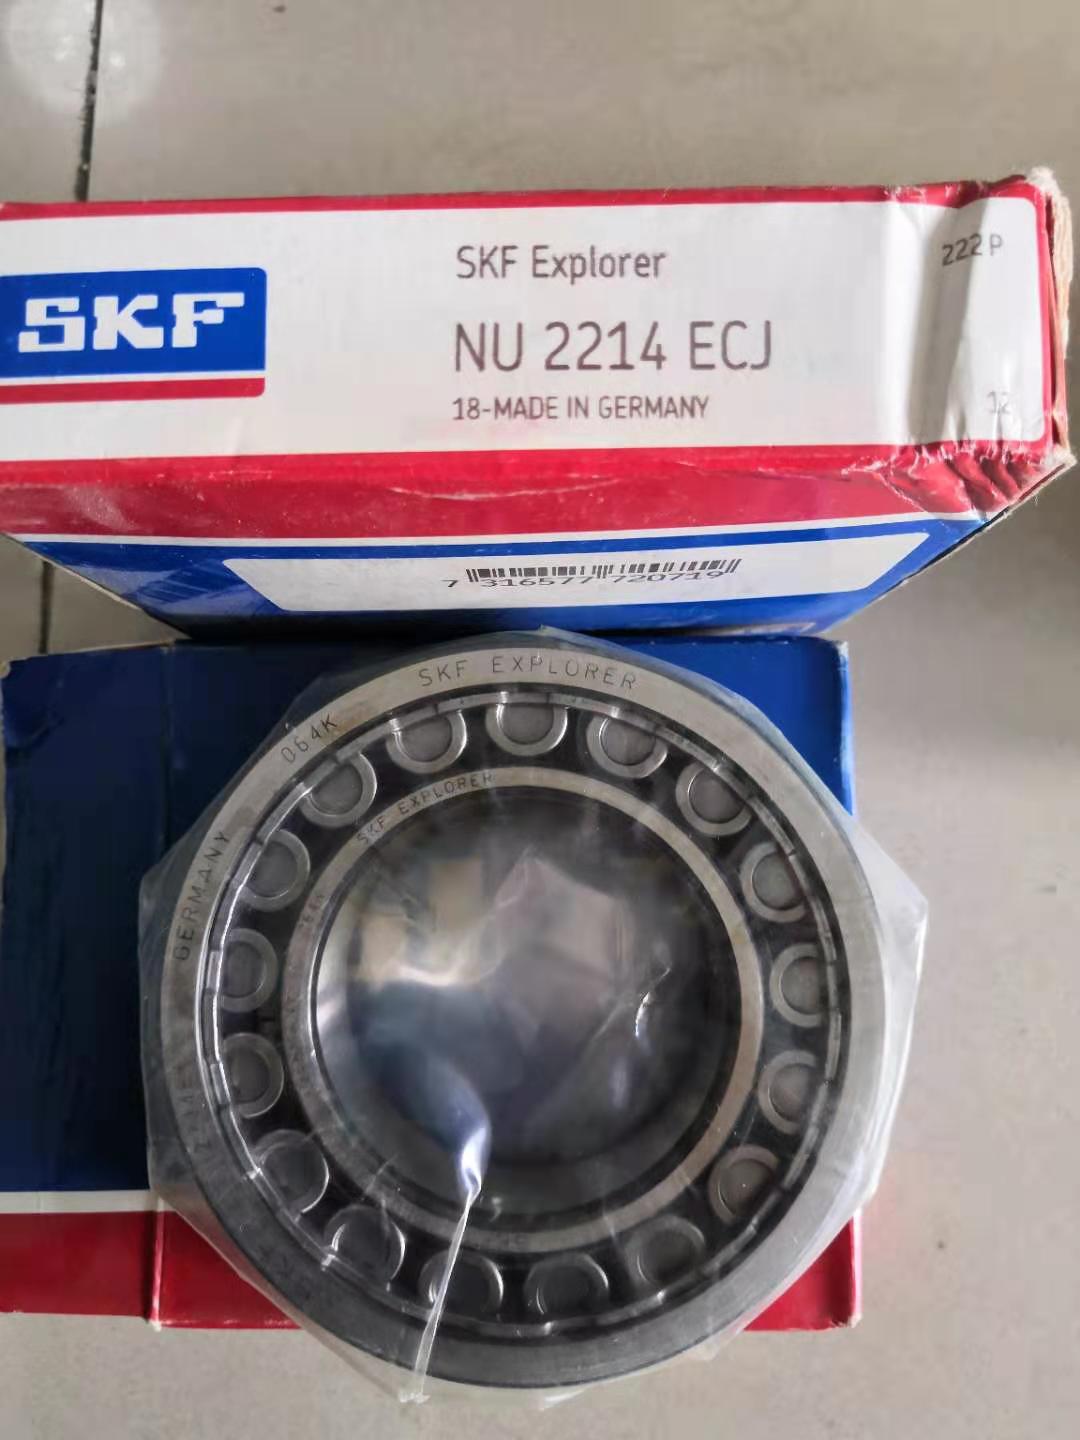 SKF
SKF Explorer
NU 2214 ECJ
18-MADE IN GERMANY
222 P
12
7 316577 720719
SKF EXPLORER
064K
GERMANY
SKF EXPLORER